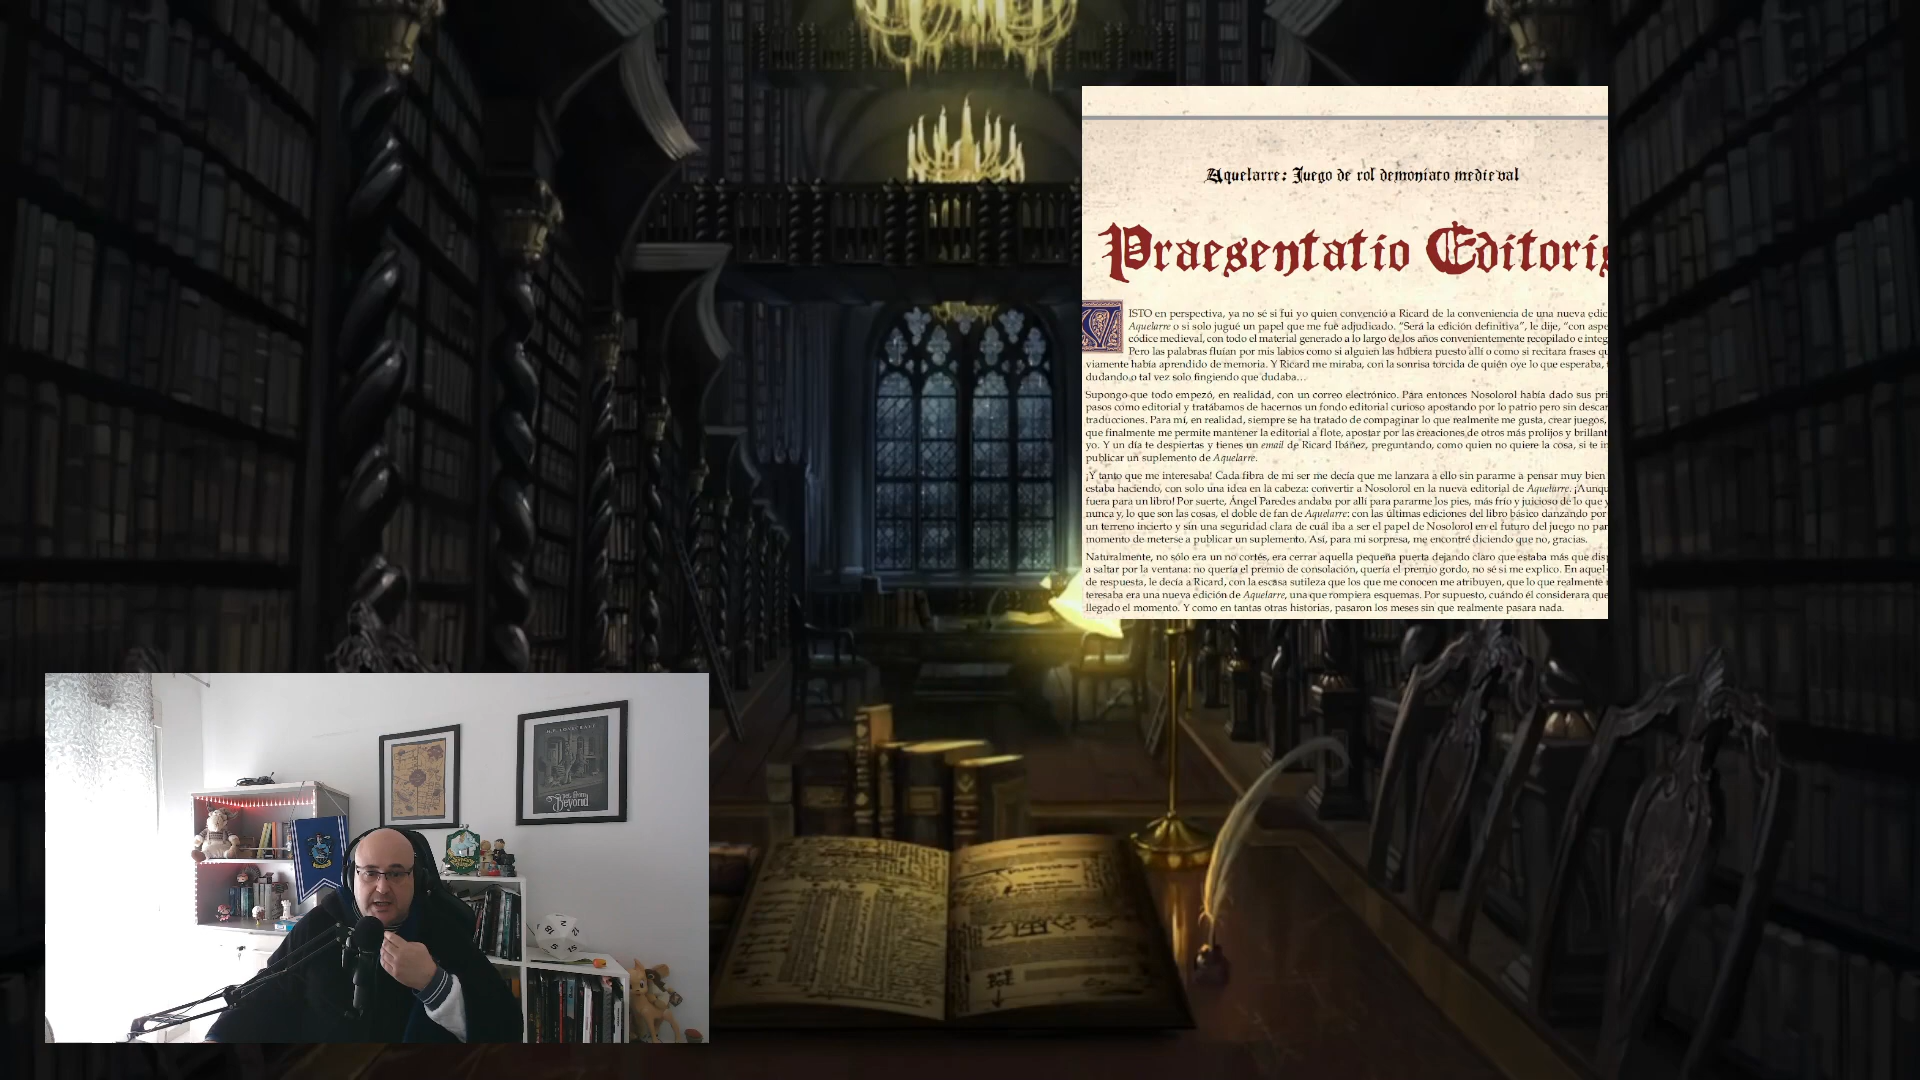 Aquelarre: Juego de rol demoníaco medieval
Praesentatio Editoris
VISTO en perspectiva, ya no sé si fui yo quien convenció a Ricard de la conveniencia de una nueva edic
Aquelarre o si solo jugué un papel que me fue adjudicado. “Será la edición definitiva”, le dije, “con aspe
códice medieval, con todo el material generado a lo largo de los años convenientemente recopilado e integ
Pero las palabras fluían por mis labios como si alguien las hubiera puesto allí o como si recitara frases qu
viamente había aprendido de memoria. Y Ricard me miraba, con la sonrisa torcida de quién oye lo que esperaba,
dudando o tal vez solo fingiendo que dudaba…
Supongo que todo empezó, en realidad, con un correo electrónico. Para entonces Nosolorol había dado sus pri
pasos como editorial y tratábamos de hacernos un fondo editorial curioso apostando por lo patrio pero sin descar
traducciones. Para mí, en realidad, siempre se ha tratado de compaginar lo que realmente me gusta, crear juegos,
que finalmente me permite mantener la editorial a flote, apostar por las creaciones de otros más prolijos y brillant
yo. Y un día te despiertas y tienes un email de Ricard Ibáñez, preguntando, como quien no quiere la cosa, si te in
publicar un suplemento de Aquelarre.
¡Y tanto que me interesaba! Cada fibra de mi ser me decía que me lanzara a ello sin pararme a pensar muy bien
estaba haciendo, con solo una idea en la cabeza: convertir a Nosolorol en la nueva editorial de Aquelarre. ¡Aunqu
fuera para un libro! Por suerte, Ángel Paredes andaba por allí para pararme los pies, más frío y juicioso de lo que y
nunca y, lo que son las cosas, el doble de fan de Aquelarre: con las últimas ediciones del libro básico danzando por
un terreno incierto y sin una seguridad clara de cuál iba a ser el papel de Nosolorol en el futuro del juego no par
momento de meterse a publicar un suplemento. Así, para mi sorpresa, me encontré diciendo que no, gracias.
Naturalmente, no sólo era un no cortés, era cerrar aquella pequeña puerta dejando claro que estaba más que disp
a saltar por la ventana: no quería el premio de consolación, quería el premio gordo, no sé si me explico. En aquel
de respuesta, le decía a Ricard, con la escasa sutileza que los que me conocen me atribuyen, que lo que realmente
teresaba era una nueva edición de Aquelarre, una que rompiera esquemas. Por supuesto, cuándo él considerara que
llegado el momento. Y como en tantas otras historias, pasaron los meses sin que realmente pasara nada.
Beyond